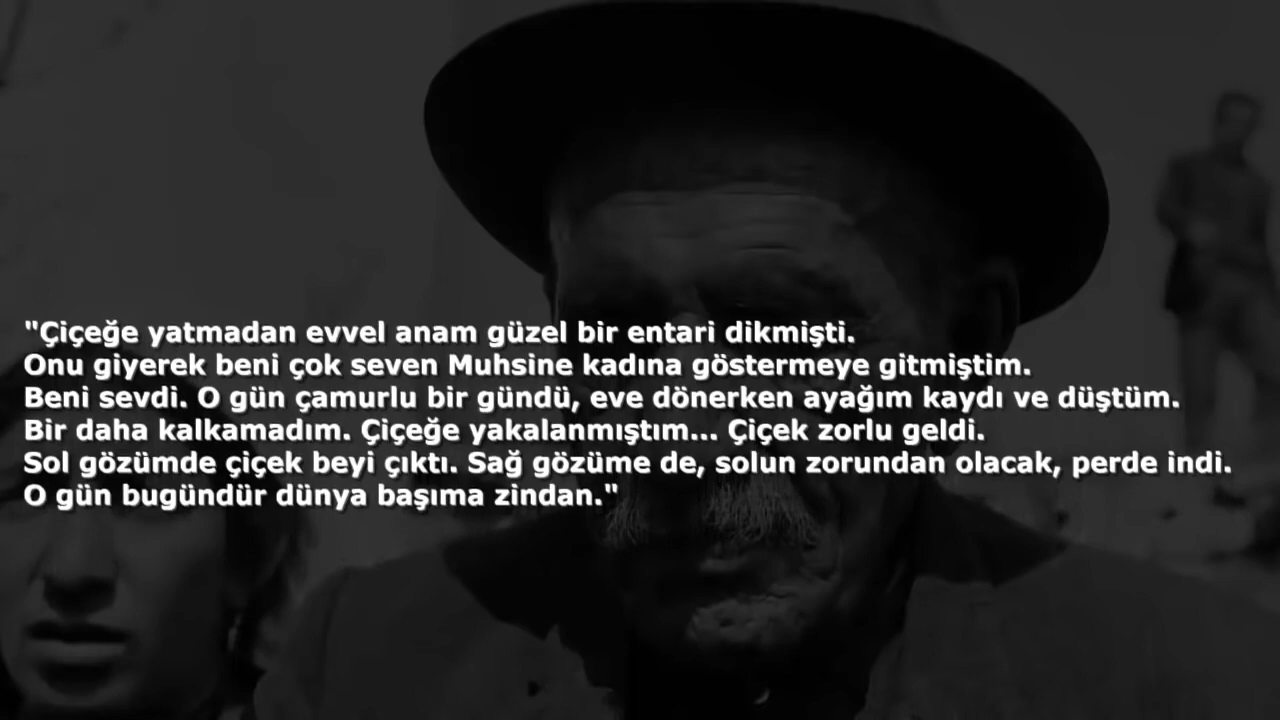 "Çiçeğe yatmadan evvel anam güzel bir entari dikmişti.
Onu giyerek beni çok seven Muhsine kadına göstermeye gitmiştim.
Beni sevdi. O gün çamurlu bir gündü, eve dönerken ayağım kaydı ve düştüm.
Bir daha kalkamadım. Çiçeğe yakalanmıştım... Çiçek zorlu geldi.
Sol gözümde çiçek beyi çıktı. Sağ gözüme de, solun zorundan olacak, perde indi.
O gün bugündür dünya başıma zindan."